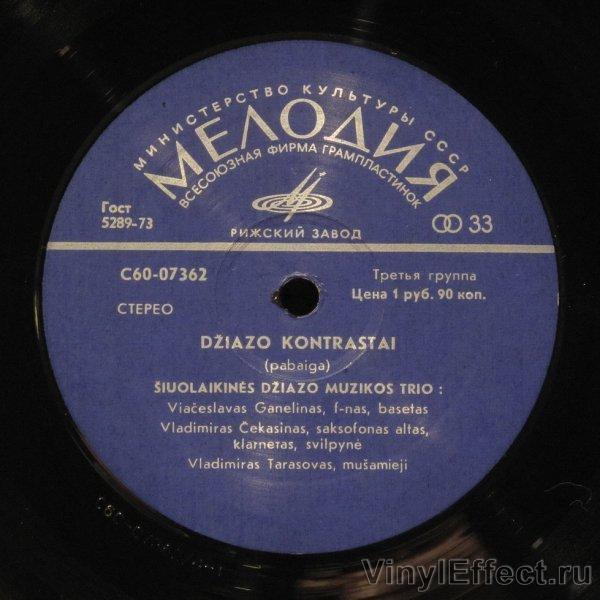 МИНИСТЕРСТВО КУЛЬТУРЫ СССР
МЕЛОДИЯ
ВСЕСОЮЗНАЯ ФИРМА ГРАМПЛАСТИНОК
Гост
5289-73
33
РИЖСКИЙ ЗАВОД
С60-07362
Третья группа
Цена 1 руб. 90 коп.
СТЕРЕО
DŽIAZO KONTRASTAI
(pabaiga)
ŠIUOLAIKINĖS DŽIAZO MUZIKOS TRIO :
Viačeslavas Ganelinas, f-nas, basetas
Vladimiras Čekasinas, saksofonas altas,
klarnetas, svilpynė
Vladimiras Tarasovas, mušamieji
VinylEffect.ru